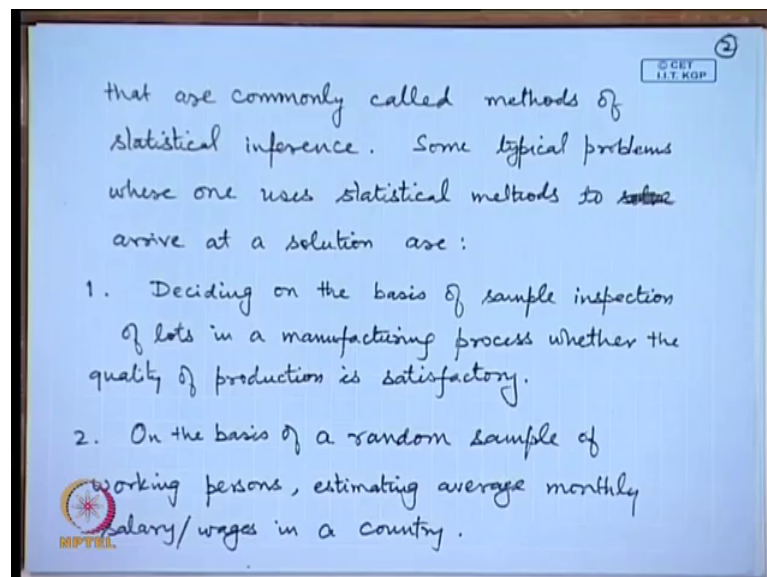 2
© CET
I.I.T. KGP
that are commonly called methods of
statistical inference. Some typical problems
where one uses statistical methods to
arrive at a solution are:
1. Deciding on the basis of sample inspection
of lots in a manufacturing process whether the
quality of production is satisfactory.
2. On the basis of a random sample of
working persons, estimating average monthly
salary/wages in a country.
NPTEL